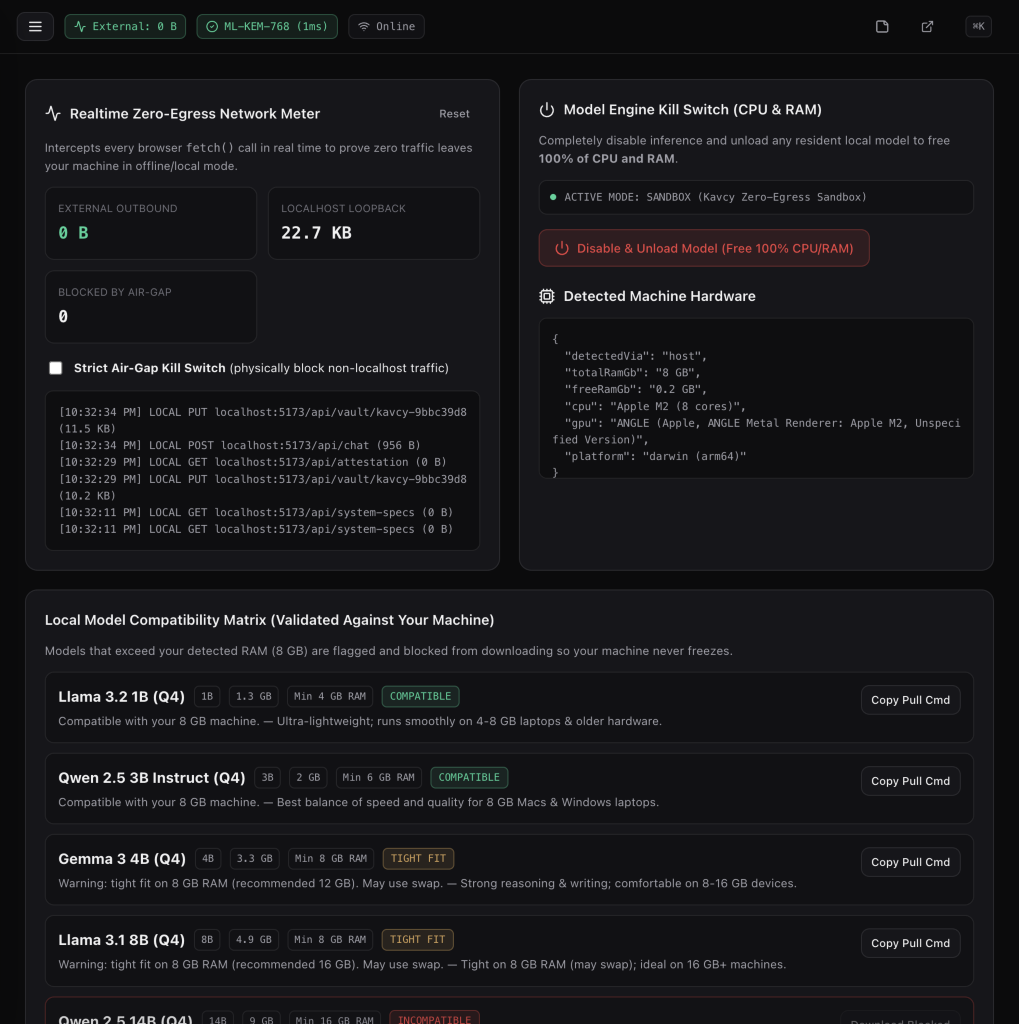 External: 0 B
ML-KEM-768 (1ms)
Online
⌘K
Realtime Zero-Egress Network Meter
Reset
Intercepts every browser fetch() call in real time to prove zero traffic leaves
your machine in offline/local mode.
EXTERNAL OUTBOUND
0 B
LOCALHOST LOOPBACK
22.7 KB
BLOCKED BY AIR-GAP
0
Strict Air-Gap Kill Switch (physically block non-localhost traffic)
[10:32:34 PM] LOCAL PUT localhost:5173/api/vault/kavcy-9bbc39d8
(11.5 KB)
[10:32:34 PM] LOCAL POST localhost:5173/api/chat (956 B)
[10:32:29 PM] LOCAL GET localhost:5173/api/attestation (0 B)
[10:32:29 PM] LOCAL PUT localhost:5173/api/vault/kavcy-9bbc39d8
(10.2 KB)
[10:32:11 PM] LOCAL GET localhost:5173/api/system-specs (0 B)
[10:32:11 PM] LOCAL GET localhost:5173/api/system-specs (0 B)
Model Engine Kill Switch (CPU & RAM)
Completely disable inference and unload any resident local model to free
100% of CPU and RAM.
ACTIVE MODE: SANDBOX (Kavcy Zero-Egress Sandbox)
Disable & Unload Model (Free 100% CPU/RAM)
Detected Machine Hardware
{
"detectedVia": "host",
"totalRamGb": "8 GB",
"freeRamGb": "0.2 GB",
"cpu": "Apple M2 (8 cores)",
"gpu": "ANGLE (Apple, ANGLE Metal Renderer: Apple M2, Unspeci
fied Version)",
"platform": "darwin (arm64)"
}
Local Model Compatibility Matrix (Validated Against Your Machine)
Models that exceed your detected RAM (8 GB) are flagged and blocked from downloading so your machine never freezes.
Llama 3.2 1B (Q4) 1B 1.3 GB Min 4 GB RAM COMPATIBLE
Compatible with your 8 GB machine. — Ultra-lightweight; runs smoothly on 4-8 GB laptops & older hardware.
Copy Pull Cmd
Qwen 2.5 3B Instruct (Q4) 3B 2 GB Min 6 GB RAM COMPATIBLE
Compatible with your 8 GB machine. — Best balance of speed and quality for 8 GB Macs & Windows laptops.
Copy Pull Cmd
Gemma 3 4B (Q4) 4B 3.3 GB Min 8 GB RAM TIGHT FIT
Warning: tight fit on 8 GB RAM (recommended 12 GB). May use swap. — Strong reasoning & writing; comfortable on 8-16 GB devices.
Copy Pull Cmd
Llama 3.1 8B (Q4) 8B 4.9 GB Min 8 GB RAM TIGHT FIT
Warning: tight fit on 8 GB RAM (recommended 16 GB). May use swap. — Tight on 8 GB RAM (may swap); ideal on 16 GB+ machines.
Copy Pull Cmd
Qwen 2.5 14B (Q4) 14B 9 GB Min 16 GB RAM INCOMPATIBLE
Download Blocked